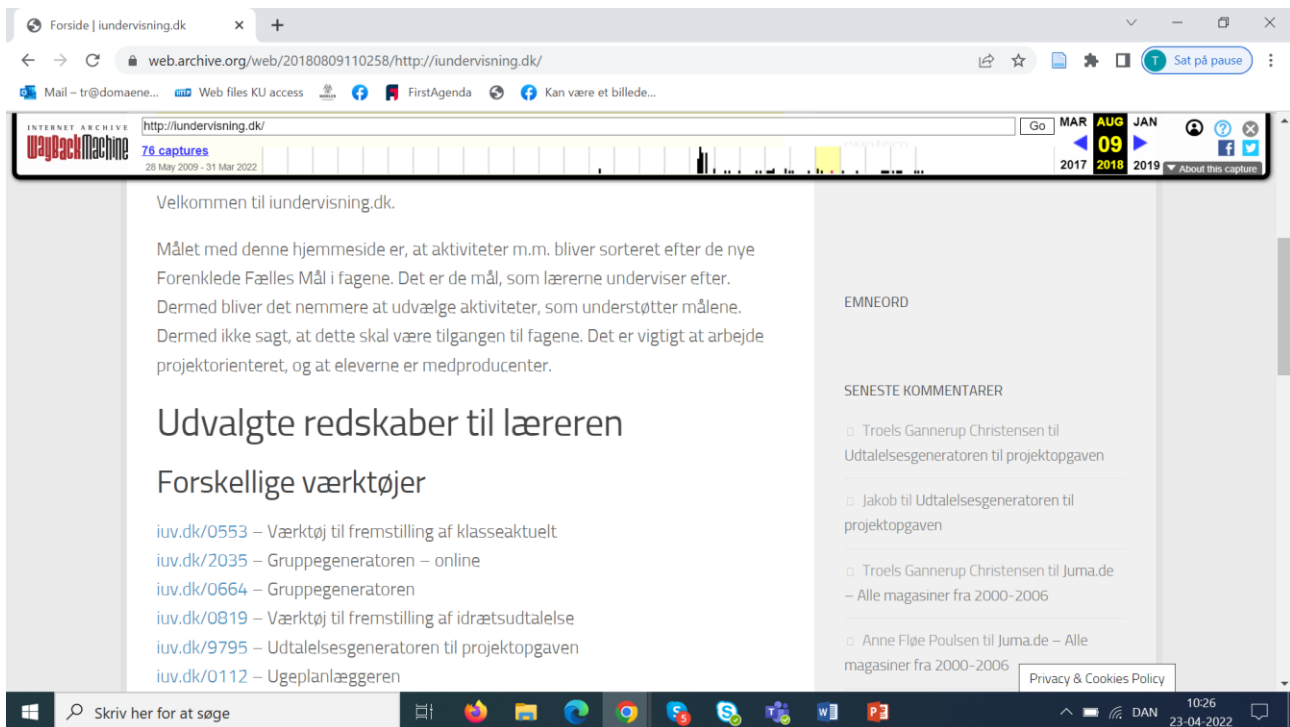 Forside | iundervisning.dk
web.archive.org/web/20180809110258/http://iundervisning.dk/
Sat på pause
Mail – tr@domaene...
Web files KU access
FirstAgenda
Kan være et billede...
INTERNET ARCHIVE
WayBackMachine
http://iundervisning.dk/
Go
76 captures
28 May 2009 - 31 Mar 2022
MAR AUG JAN
09
2017 2018 2019
About this capture
Velkommen til iundervisning.dk.
Målet med denne hjemmeside er, at aktiviteter m.m. bliver sorteret efter de nye
Forenklede Fælles Mål i fagene. Det er de mål, som lærerne underviser efter.
Dermed bliver det nemmere at udvælge aktiviteter, som understøtter målene.
Dermed ikke sagt, at dette skal være tilgangen til fagene. Det er vigtigt at arbejde
projektorienteret, og at eleverne er medproducenter.
Udvalgte redskaber til læreren
Forskellige værktøjer
iuv.dk/0553 – Værktøj til fremstilling af klasseaktuelt
iuv.dk/2035 – Gruppegeneratoren – online
iuv.dk/0664 – Gruppegeneratoren
iuv.dk/0819 – Værktøj til fremstilling af idrætsudtalelse
iuv.dk/9795 – Udtalelsesgeneratoren til projektopgaven
iuv.dk/0112 – Ugeplanlæggeren
EMNEORD
SENESTE KOMMENTARER
Troels Gannerup Christensen til
Udtalelsesgeneratoren til projektopgaven
Jakob til Udtalelsesgeneratoren til
projektopgaven
Troels Gannerup Christensen til Juma.de
– Alle magasiner fra 2000-2006
Anne Fløe Poulsen til Juma.de – Alle
magasiner fra 2000-2006
Privacy & Cookies Policy
Skriv her for at søge
DAN
10:26
23-04-2022